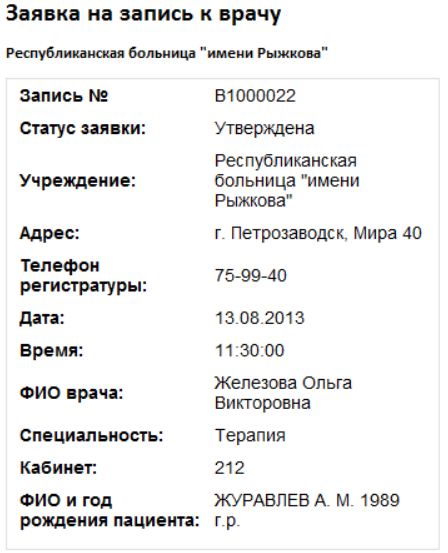 Заявка на запись к врачу
Республиканская больница "имени Рыжкова"
Запись № B1000022
Статус заявки: Утверждена
Учреждение: Республиканская
больница "имени
Рыжкова"
Адрес: г. Петрозаводск, Мира 40
Телефон
регистратуры: 75-99-40
Дата: 13.08.2013
Время: 11:30:00
ФИО врача: Железова Ольга
Викторовна
Специальность: Терапия
Кабинет: 212
ФИО и год
рождения пациента: ЖУРАВЛЕВ А. М. 1989
г.р.